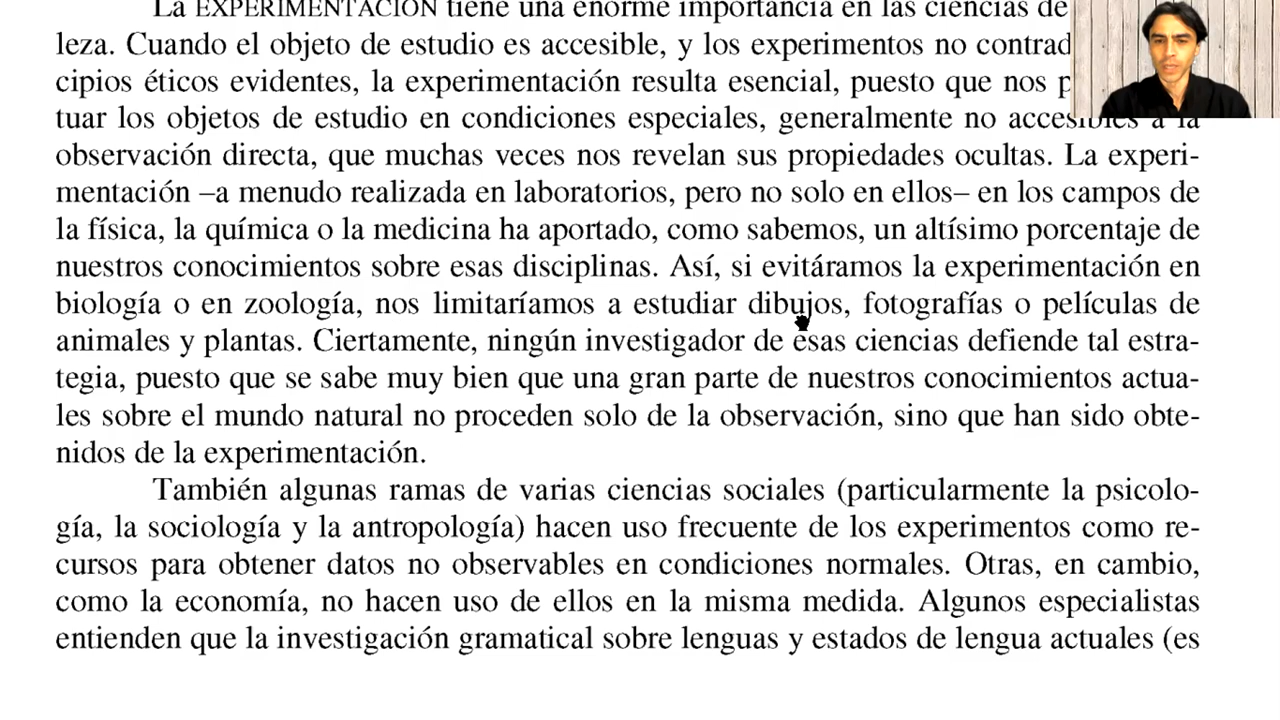 La EXPERIMENTACIÓN tiene una enorme importancia en las ciencias de
leza. Cuando el objeto de estudio es accesible, y los experimentos no contrad
cipios éticos evidentes, la experimentación resulta esencial, puesto que nos p
tuar los objetos de estudio en condiciones especiales, generalmente no accesibles a la
observación directa, que muchas veces nos revelan sus propiedades ocultas. La experi-
mentación –a menudo realizada en laboratorios, pero no solo en ellos– en los campos de
la física, la química o la medicina ha aportado, como sabemos, un altísimo porcentaje de
nuestros conocimientos sobre esas disciplinas. Así, si evitáramos la experimentación en
biología o en zoología, nos limitaríamos a estudiar dibujos, fotografías o películas de
animales y plantas. Ciertamente, ningún investigador de esas ciencias defiende tal estra-
tegia, puesto que se sabe muy bien que una gran parte de nuestros conocimientos actua-
les sobre el mundo natural no proceden solo de la observación, sino que han sido obte-
nidos de la experimentación.
También algunas ramas de varias ciencias sociales (particularmente la psicolo-
gía, la sociología y la antropología) hacen uso frecuente de los experimentos como re-
cursos para obtener datos no observables en condiciones normales. Otras, en cambio,
como la economía, no hacen uso de ellos en la misma medida. Algunos especialistas
entienden que la investigación gramatical sobre lenguas y estados de lengua actuales (es